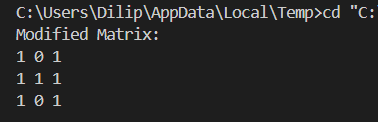 C:\Users\Dilip\AppData\Local\Temp>cd "C:
Modified Matrix:
1 0 1
1 1 1
1 0 1